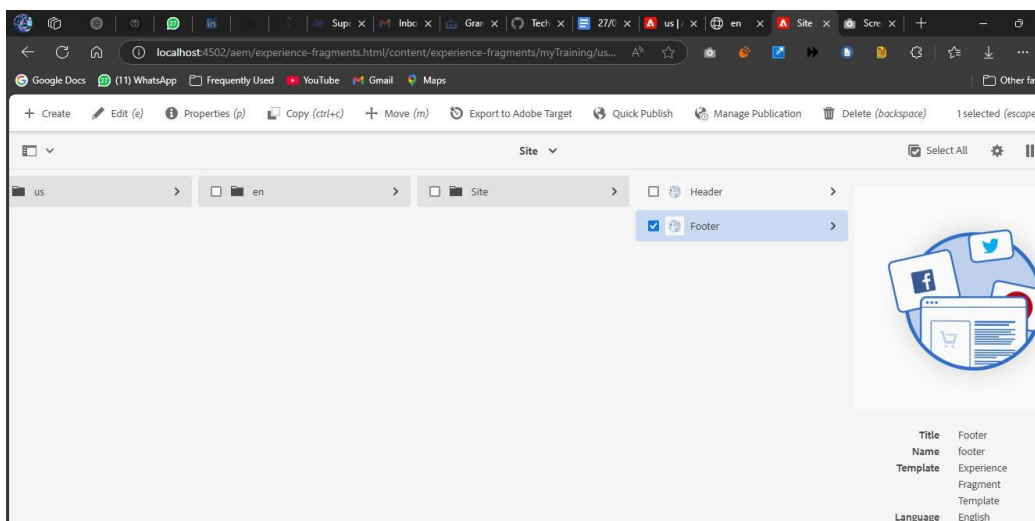 Sup
Inbo
Gran
Tech
27/0
us | /
en
Site
Scre
localhost:4502/aem/experience-fragments.html/content/experience-fragments/myTraining/us...
Google Docs (11) WhatsApp Frequently Used YouTube Gmail Maps Other fa
Create Edit (e) Properties (p) Copy (ctrl+c) Move (m) Export to Adobe Target Quick Publish Manage Publication Delete (backspace) 1 selected (escape
Site Select All
us en Site Header
Footer
Title Footer
Name footer
Template Experience
Fragment
Template
Language English